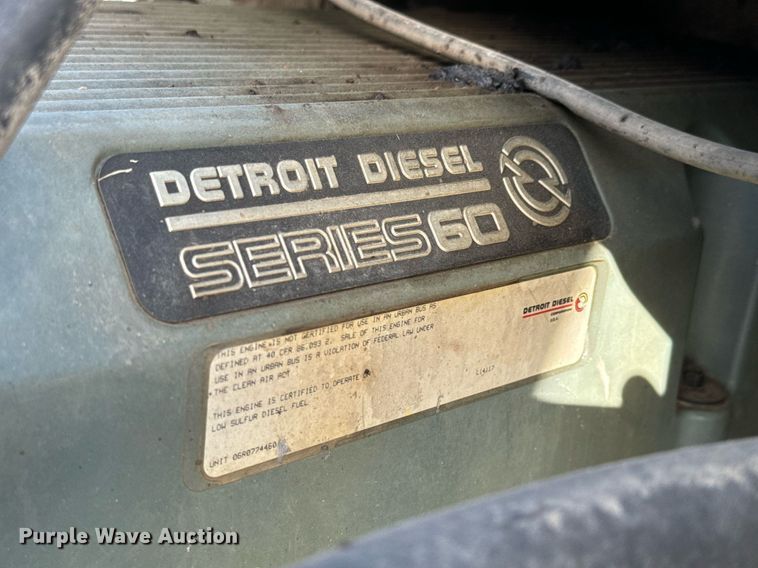 DETROIT DIESEL
SERIES 60
DETROIT DIESEL
CORPORATION
U.S.A.
THIS ENGINE IS NOT CERTIFIED FOR USE IN AN URBAN BUS AS
DEFINED AT 40 CFR 86.093 2. SALE OF THIS ENGINE FOR
USE IN AN URBAN BUS IS A VIOLATION OF FEDERAL LAW UNDER
THE CLEAN AIR ACT
THIS ENGINE IS CERTIFIED TO OPERATE
LOW SULFUR DIESEL FUEL
UNIT 06R0774460
Purple Wave Auction